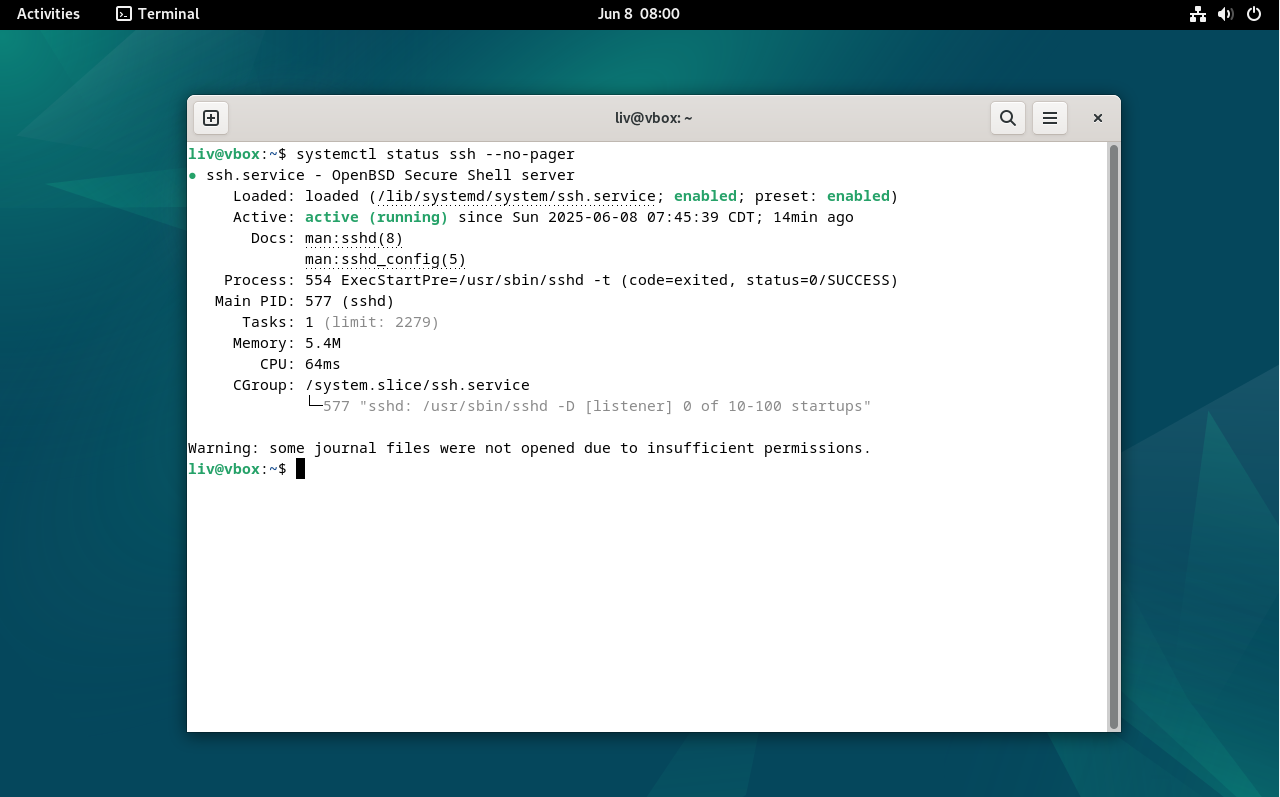 Activities Terminal Jun 8 08:00
liv@vbox: ~
liv@vbox:~$ systemctl status ssh --no-pager
● ssh.service - OpenBSD Secure Shell server
     Loaded: loaded (/lib/systemd/system/ssh.service; enabled; preset: enabled)
     Active: active (running) since Sun 2025-06-08 07:45:39 CDT; 14min ago
       Docs: man:sshd(8)
             man:sshd_config(5)
    Process: 554 ExecStartPre=/usr/sbin/sshd -t (code=exited, status=0/SUCCESS)
   Main PID: 577 (sshd)
      Tasks: 1 (limit: 2279)
     Memory: 5.4M
        CPU: 64ms
     CGroup: /system.slice/ssh.service
             └─577 "sshd: /usr/sbin/sshd -D [listener] 0 of 10-100 startups"
Warning: some journal files were not opened due to insufficient permissions.
liv@vbox:~$